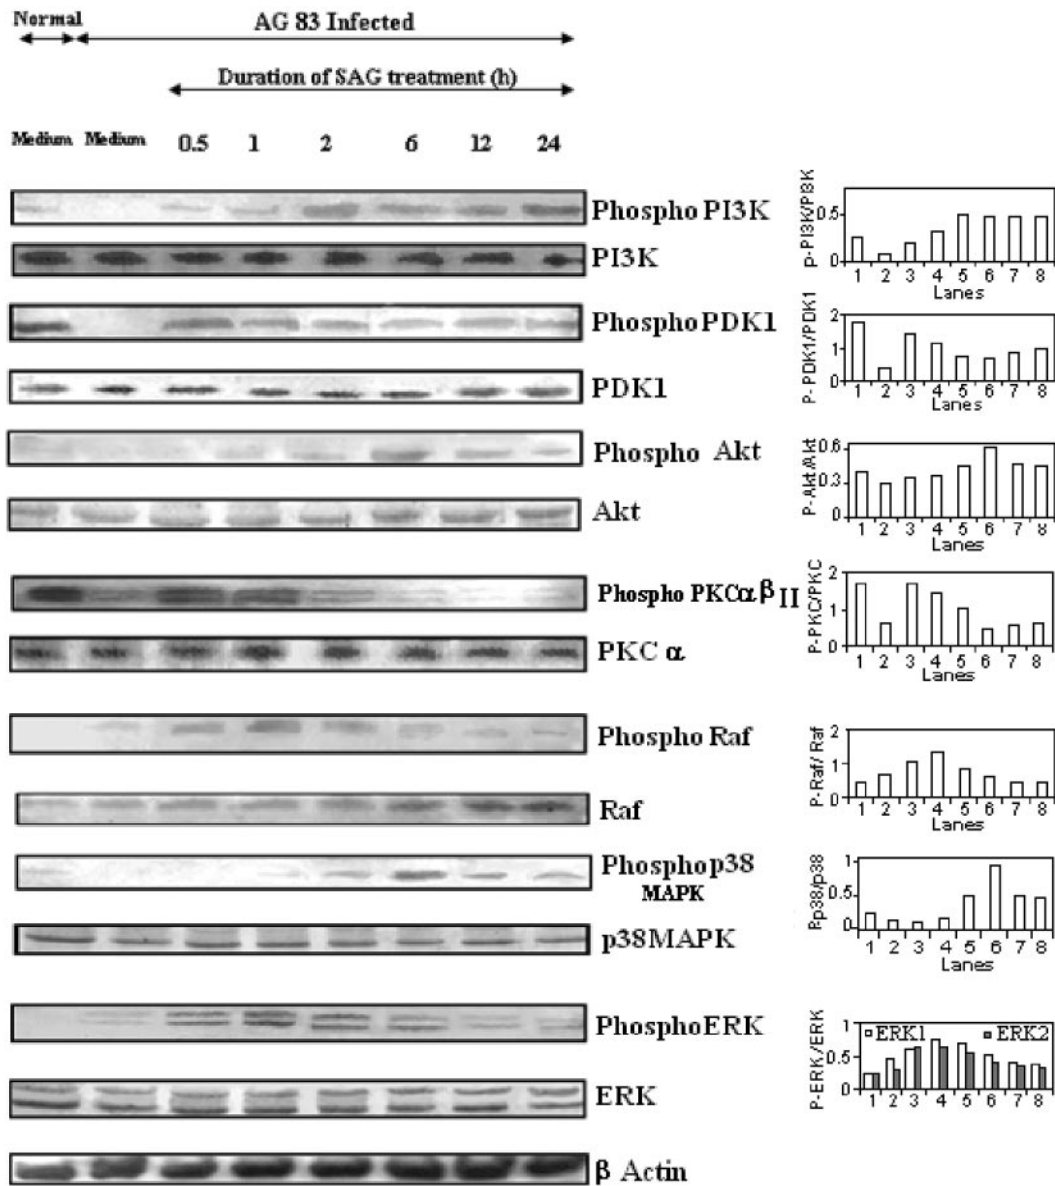 Normal
AG 83 Infected
Duration of SAG treatment (h)
Medium Medium 0.5 1 2 6 12 24
Phospho PI3K
PI3K
Phospho PDK1
PDK1
Phospho Akt
Akt
Phospho PKCα β II
PKC α
Phospho Raf
Raf
Phospho p38
MAPK
p38MAPK
Phospho ERK
ERK
β Actin
p-PI3K/PI3K
0.5
0
1 2 3 4 5 6 7 8
Lanes
P-PDK1/PDK1
2
1
0
1 2 3 4 5 6 7 8
Lanes
P-Akt/Akt
0.6
0.3
0
1 2 3 4 5 6 7 8
Lanes
P-PKC/PKC
2
1
0
1 2 3 4 5 6 7 8
Lanes
P-Raf/ Raf
2
1
0
1 2 3 4 5 6 7 8
Lanes
1
0.5
0
1 2 3 4 5 6 7 8
Lanes
P-ERK/ERK
1
0.5
0
ERK1 ERK2
1 2 3 4 5 6 7 8